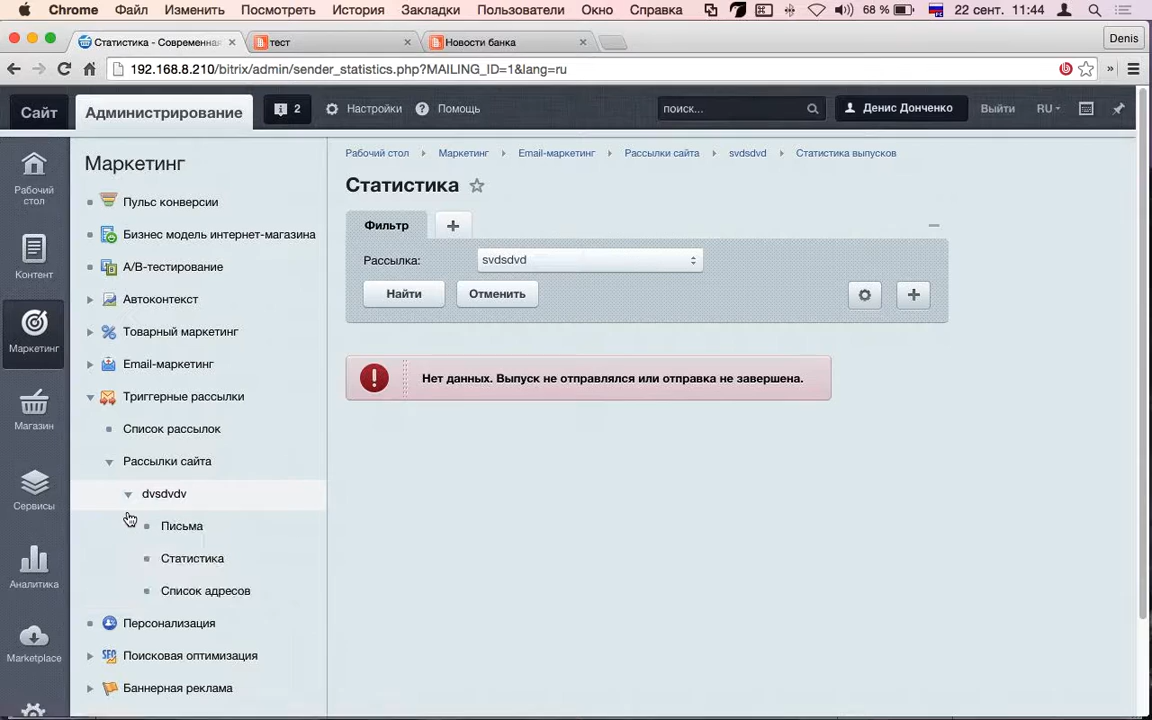 Chrome Файл Изменить Посмотреть История Закладки Пользователи Окно Справка 68 % 22 сент. 11:44
Статистика - Современная тест Новости банка Denis
192.168.8.210/bitrix/admin/sender_statistics.php?MAILING_ID=1&lang=ru »
Сайт Администрирование 2 Настройки Помощь поиск... Денис Донченко Выйти RU
Рабочий стол
Контент
Маркетинг
Магазин
Сервисы
Аналитика
Marketplace
Маркетинг
Пульс конверсии
Бизнес модель интернет-магазина
A/B-тестирование
Автоконтекст
Товарный маркетинг
Email-маркетинг
Триггерные рассылки
Список рассылок
Рассылки сайта
dvsdvdv
Письма
Статистика
Список адресов
Персонализация
Поисковая оптимизация
Баннерная реклама
Рабочий стол Маркетинг Email-маркетинг Рассылки сайта svdsdvd Статистика выпусков
Статистика
Фильтр
Рассылка: svdsdvd
Найти Отменить
Нет данных. Выпуск не отправлялся или отправка не завершена.